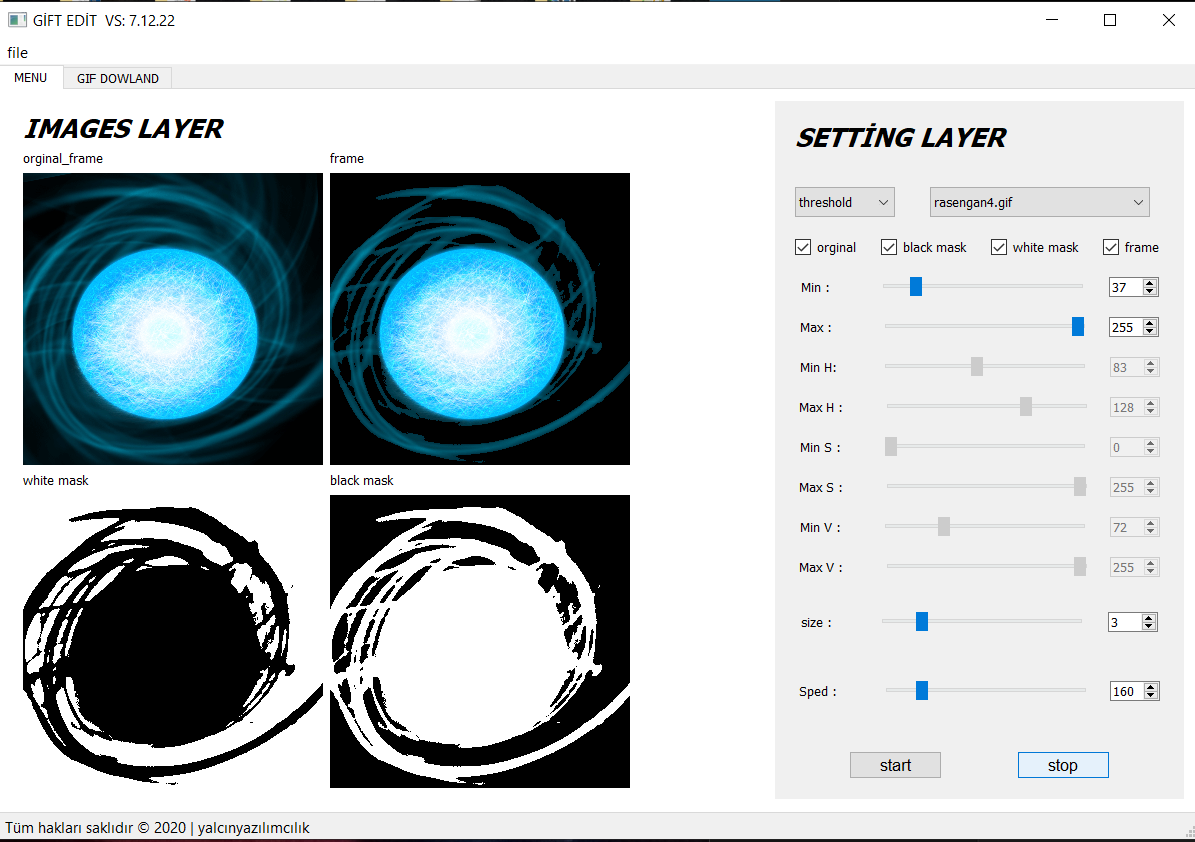 GİFT EDİT VS: 7.12.22
file
MENU
GIF DOWLAND
IMAGES LAYER
orginal_frame
frame
white mask
black mask
SETTİNG LAYER
threshold
rasengan4.gif
orginal
black mask
white mask
frame
Min :
37
Max :
255
Min H:
83
Max H :
128
Min S :
0
Max S :
255
Min V :
72
Max V :
255
size :
3
Sped :
160
start
stop
Tüm hakları saklıdır © 2020 | yalcınyazılımcılık